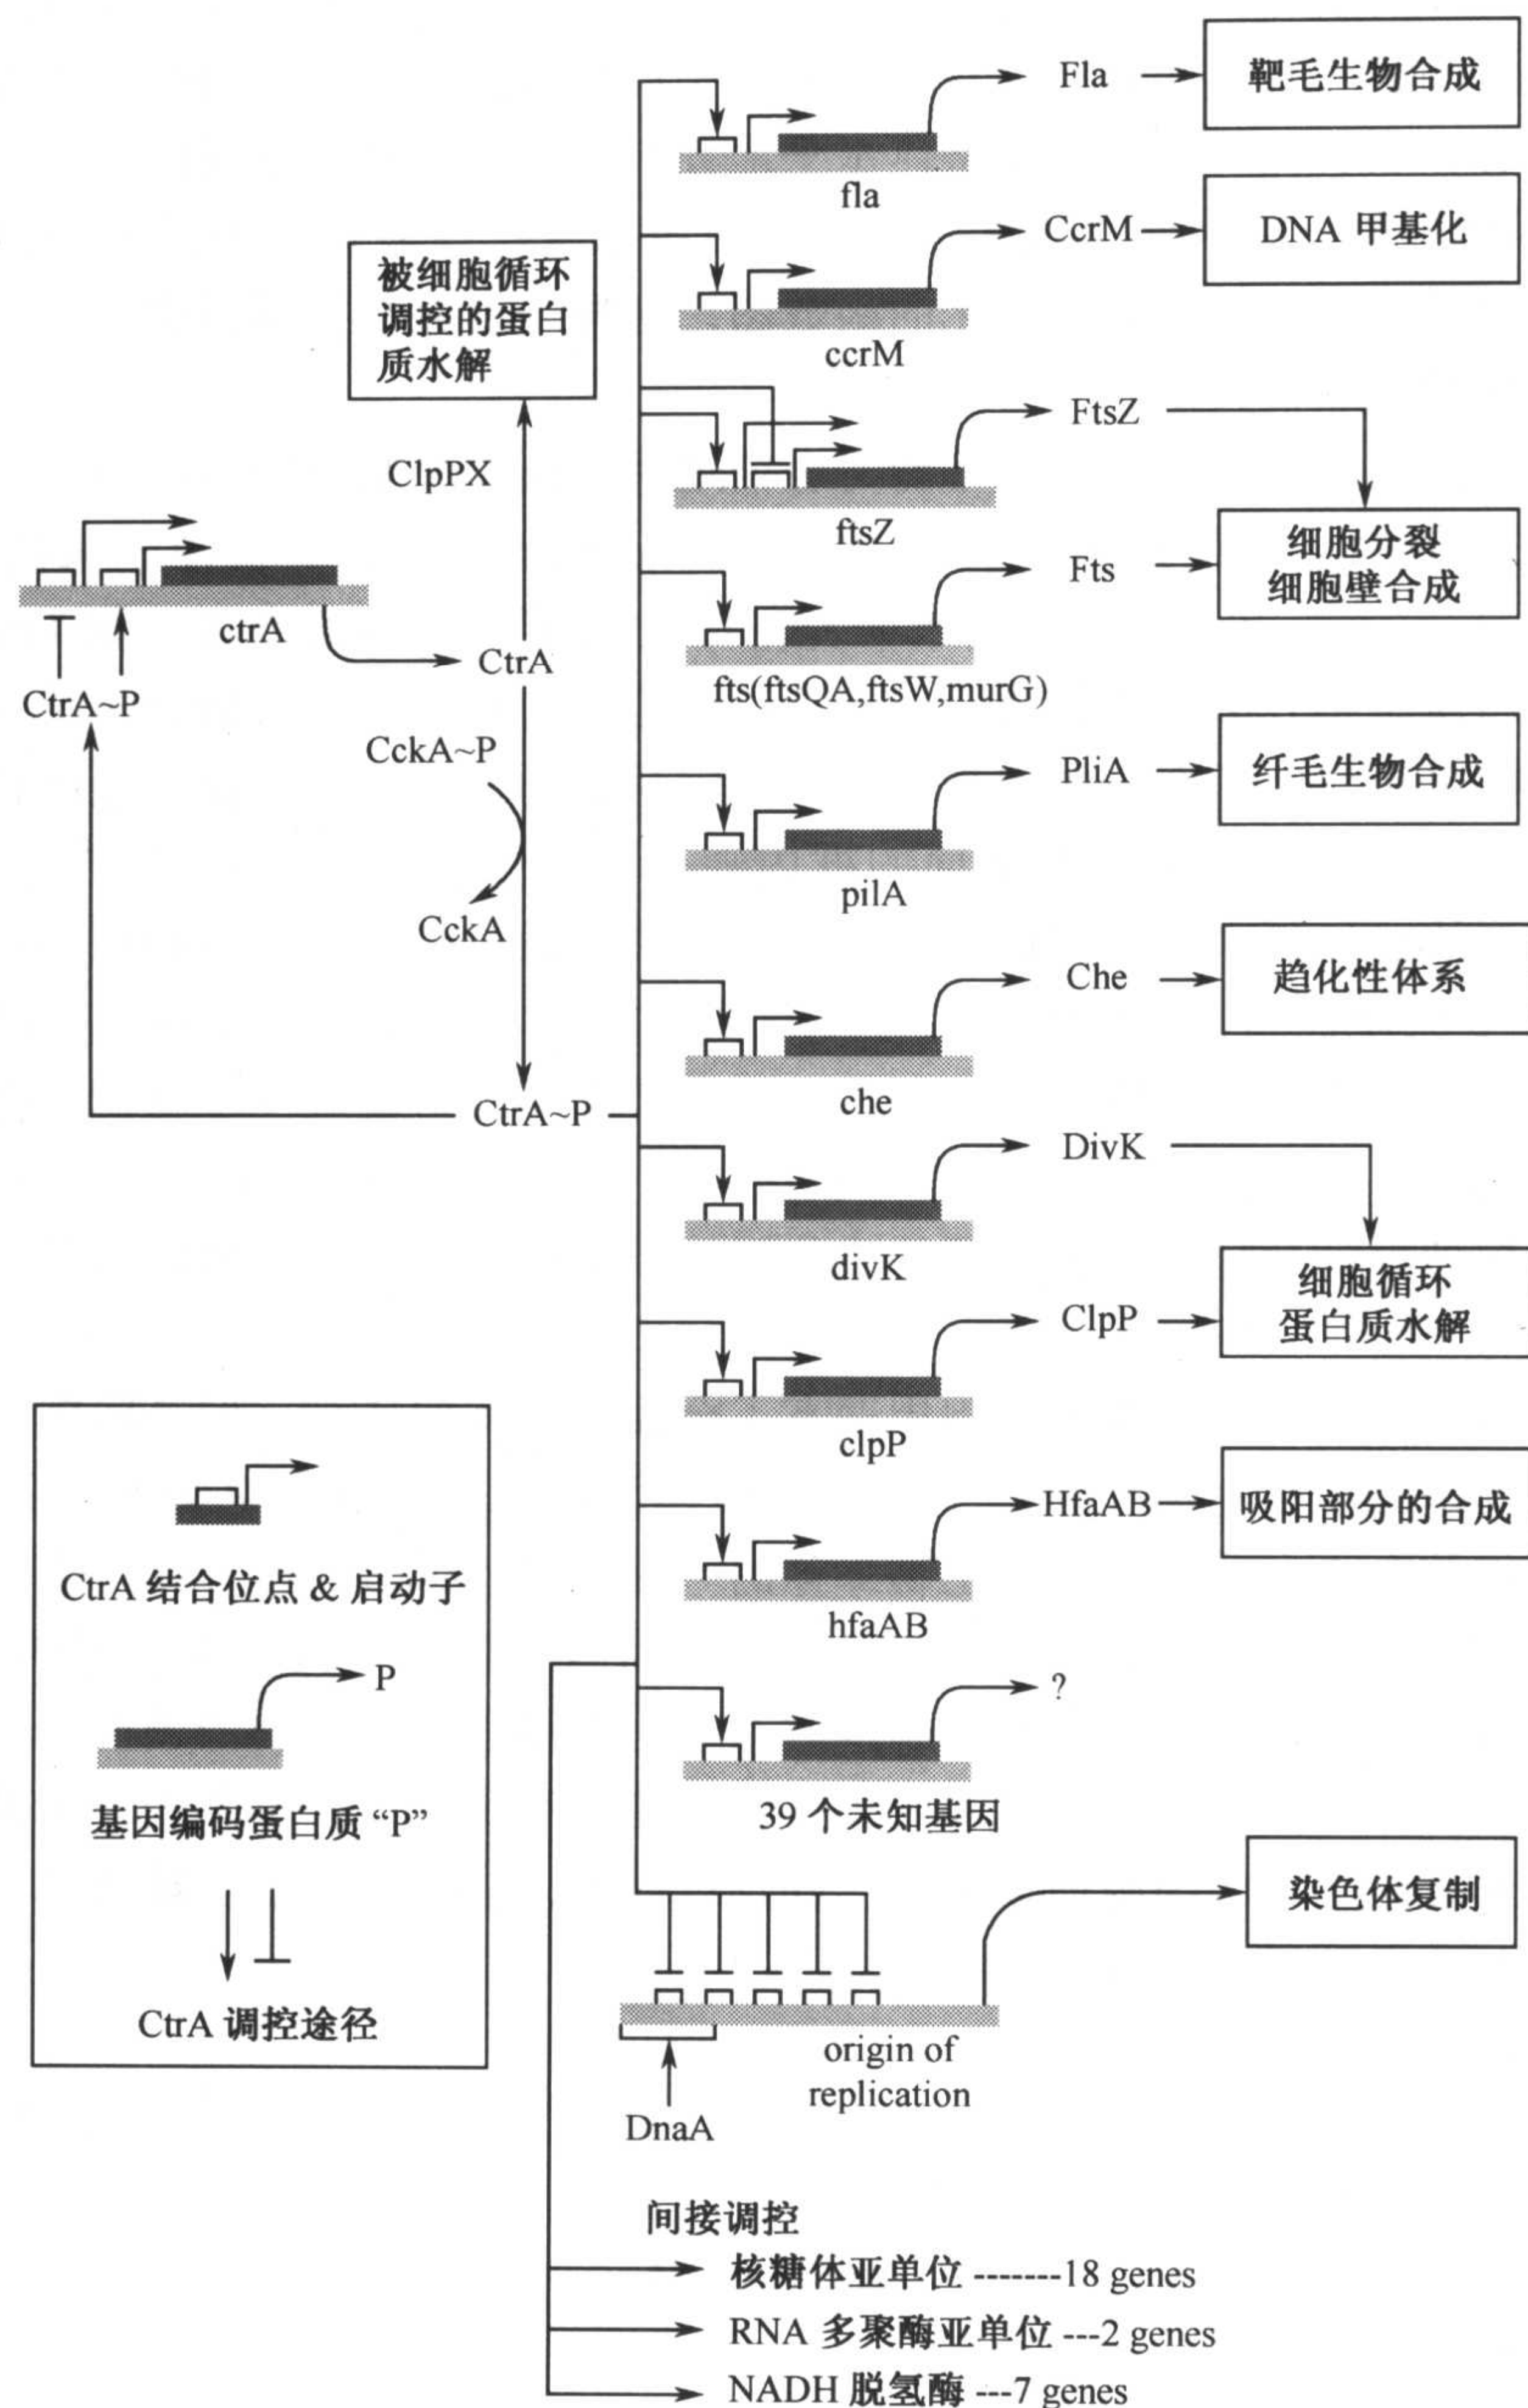 Fla
靶毛生物合成
fla
CcrM
DNA 甲基化
ccrM
被细胞循环
调控的蛋白
质水解
ClpPX
FtsZ
ftsZ
细胞分裂
细胞壁合成
Fts
fts(ftsQA,ftsW,murG)
ctrA
CtrA
CtrA~P
CckA~P
CckA
CtrA~P
PliA
纤毛生物合成
pilA
Che
趋化性体系
che
DivK
divK
细胞循环
蛋白质水解
ClpP
clpP
HfaAB
吸阳部分的合成
hfaAB
?
39 个未知基因
染色体复制
origin of
replication
DnaA
CtrA 结合位点 & 启动子
P
基因编码蛋白质 “P”
CtrA 调控途径
间接调控
核糖体亚单位 -------18 genes
RNA 多聚酶亚单位 ---2 genes
NADH 脱氢酶 ---7 genes